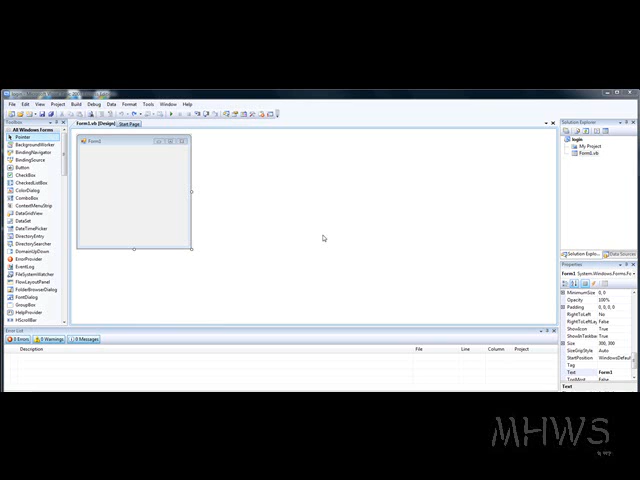 File Edit View Project Build Debug Data Format Tools Window Help
Toolbox
Form1.vb [Design] Start Page
Solution Explorer
All Windows Forms
Pointer
BackgroundWorker
BindingNavigator
BindingSource
Button
CheckBox
CheckedListBox
ColorDialog
ComboBox
ContextMenuStrip
DataGridView
DataSet
DateTimePicker
DirectoryEntry
DirectorySearcher
DomainUpDown
ErrorProvider
EventLog
FileSystemWatcher
FlowLayoutPanel
FolderBrowserDialog
FontDialog
GroupBox
HelpProvider
HScrollBar
Form1
login
My Project
Form1.vb
Solution Explo... Data Sources
Properties
Form1 System.Windows.Forms.Fo
MinimumSize 0, 0
Opacity 100%
Padding 0, 0, 0, 0
RightToLeft No
RightToLeftLay False
ShowIcon True
ShowInTaskbar True
Size 300, 300
SizeGripStyle Auto
StartPosition WindowsDefaul
Tag
Text Form1
TopMost False
Text
Error List
0 Errors 0 Warnings 0 Messages
Description File Line Column Project
MHWS